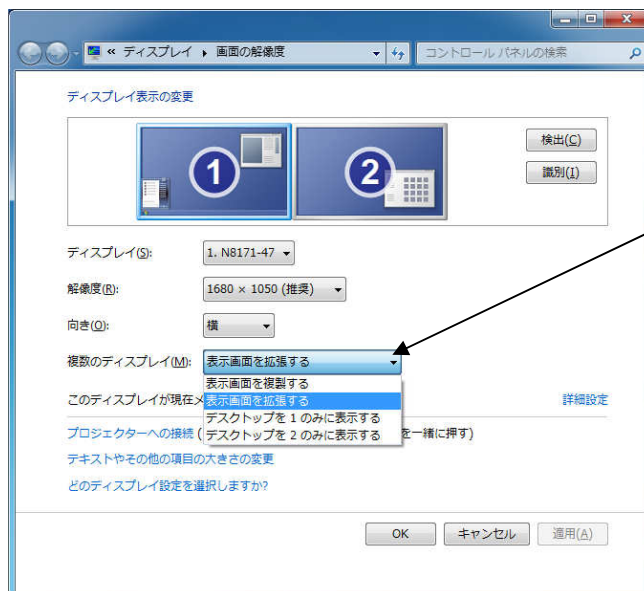 « ディスプレイ ▸ 画面の解像度
コントロール パネルの検索
ディスプレイ表示の変更
1
2
検出(C)
識別(I)
ディスプレイ(S):
1. N8171-47
解像度(R):
1680 × 1050 (推奨)
向き(O):
横
複数のディスプレイ(M):
表示画面を拡張する
表示画面を複製する
このディスプレイが現在メ
表示画面を拡張する
詳細設定
デスクトップを 1 のみに表示する
プロジェクターへの接続 (
デスクトップを 2 のみに表示する
を一緒に押す)
テキストやその他の項目の大きさの変更
どのディスプレイ設定を選択しますか?
OK
キャンセル
適用(A)